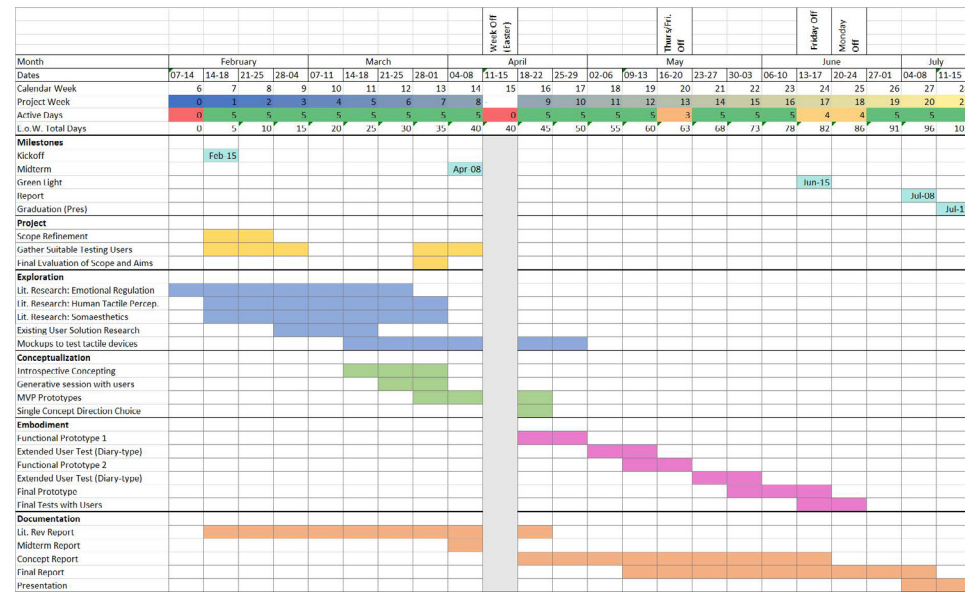 Week Off (Easter)
Thurs/Fri. Off
Friday Off
Monday Off
Month February March April May June July
Dates 07-14 14-18 21-25 28-04 07-11 14-18 21-25 28-01 04-08 11-15 18-22 25-29 02-06 09-13 16-20 23-27 30-03 06-10 13-17 20-24 27-01 04-08 11-15
Calendar Week 6 7 8 9 10 11 12 13 14 15 16 17 18 19 20 21 22 23 24 25 26 27
Project Week 0 1 2 3 4 5 6 7 8 9 10 11 12 13 14 15 16 17 18 19 20
Active Days 0 5 5 5 5 5 5 5 5 0 5 5 5 5 3 5 5 5 4 4 5 5
L.o.W. Total Days 0 5 10 15 20 25 30 35 40 40 45 50 55 60 63 68 73 78 82 86 91 96
Milestones
Kickoff Feb-15
Midterm Apr-08
Green Light Jun-15
Report Jul-08
Graduation (Pres)
Project
Scope Refinement
Gather Suitable Testing Users
Final Evaluation of Scope and Aims
Exploration
Lit. Research: Emotional Regulation
Lit. Research: Human Tactile Percep.
Lit. Research: Somaesthetics
Existing User Solution Research
Mockups to test tactile devices
Conceptualization
Introspective Concepting
Generative session with users
MVP Prototypes
Single Concept Direction Choice
Embodiment
Functional Prototype 1
Extended User Test (Diary-type)
Functional Prototype 2
Extended User Test (Diary-type)
Final Prototype
Final Tests with Users
Documentation
Lit. Rev Report
Midterm Report
Concept Report
Final Report
Presentation